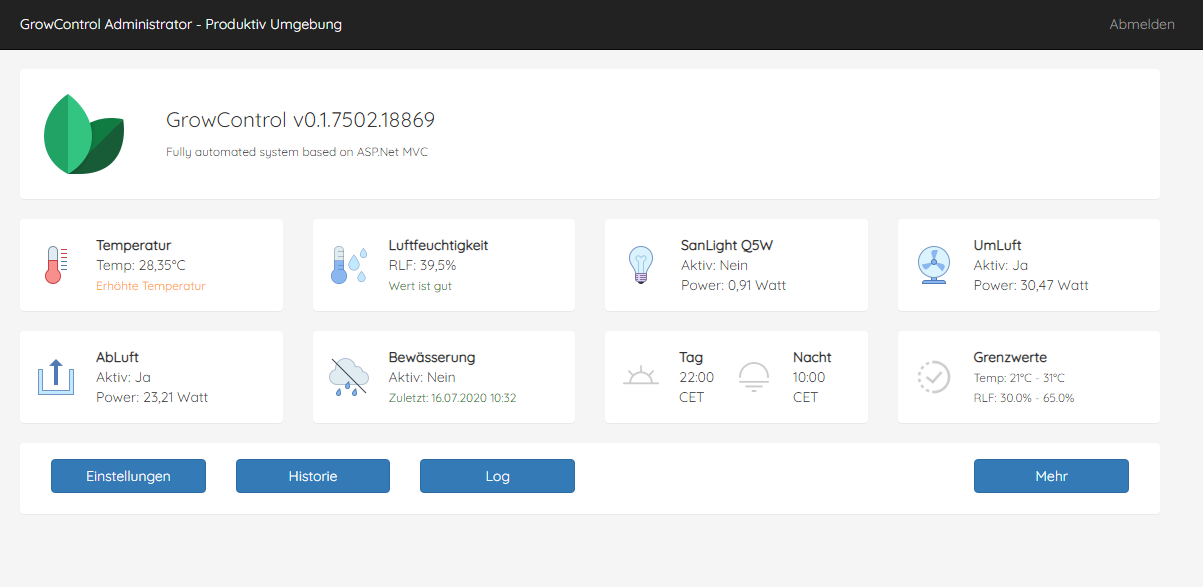 GrowControl Administrator - Produktiv Umgebung
Abmelden
GrowControl v0.1.7502.18869
Fully automated system based on ASP.Net MVC
Temperatur
Temp: 28,35°C
Erhöhte Temperatur
Luftfeuchtigkeit
RLF: 39,5%
Wert ist gut
SanLight Q5W
Aktiv: Nein
Power: 0,91 Watt
UmLuft
Aktiv: Ja
Power: 30,47 Watt
AbLuft
Aktiv: Ja
Power: 23,21 Watt
Bewässerung
Aktiv: Nein
Zuletzt: 16.07.2020 10:32
Tag
22:00
CET
Nacht
10:00
CET
Grenzwerte
Temp: 21°C - 31°C
RLF: 30.0% - 65.0%
Einstellungen
Historie
Log
Mehr